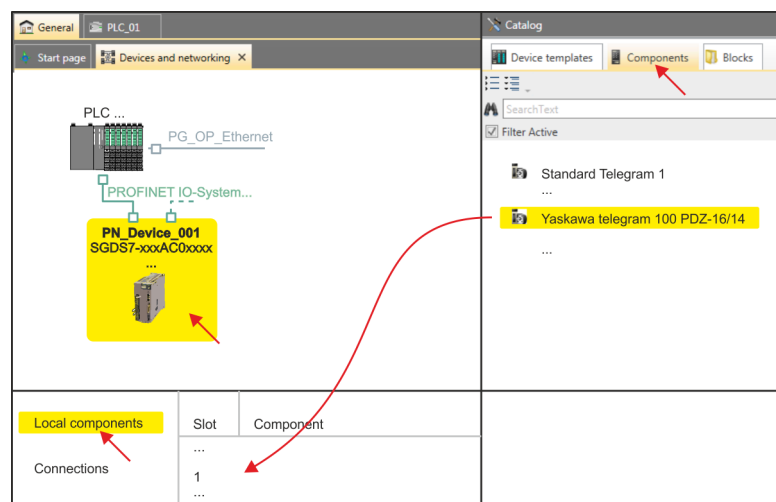 General
PLC_01
Start page
Devices and networking
PLC ...
PG_OP_Ethernet
PROFINET IO-System...
PN_Device_001
SGDS7-xxxAC0xxxx
...
Local components
Connections
Slot
Component
...
1
...
Catalog
Device templates
Components
Blocks
SearchText
Filter Active
Standard Telegram 1
...
Yaskawa telegram 100 PDZ-16/14
...